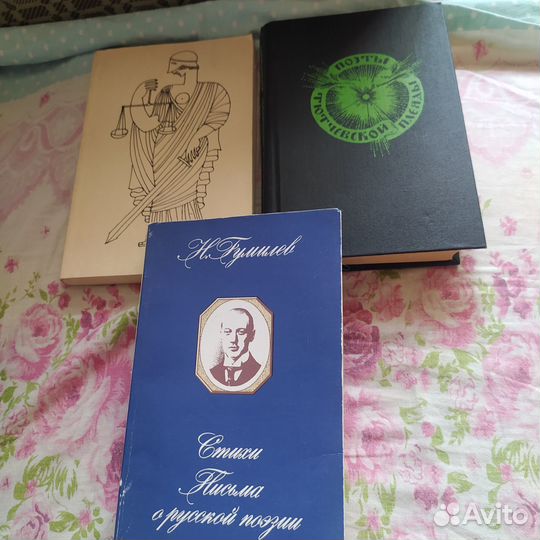 ПОЭТЫ
ТЮТЧЕВСКОЙ ПЛЕЯДЫ
Н. Гумилев
Стихи
Письма
о русской поэзии
Avito